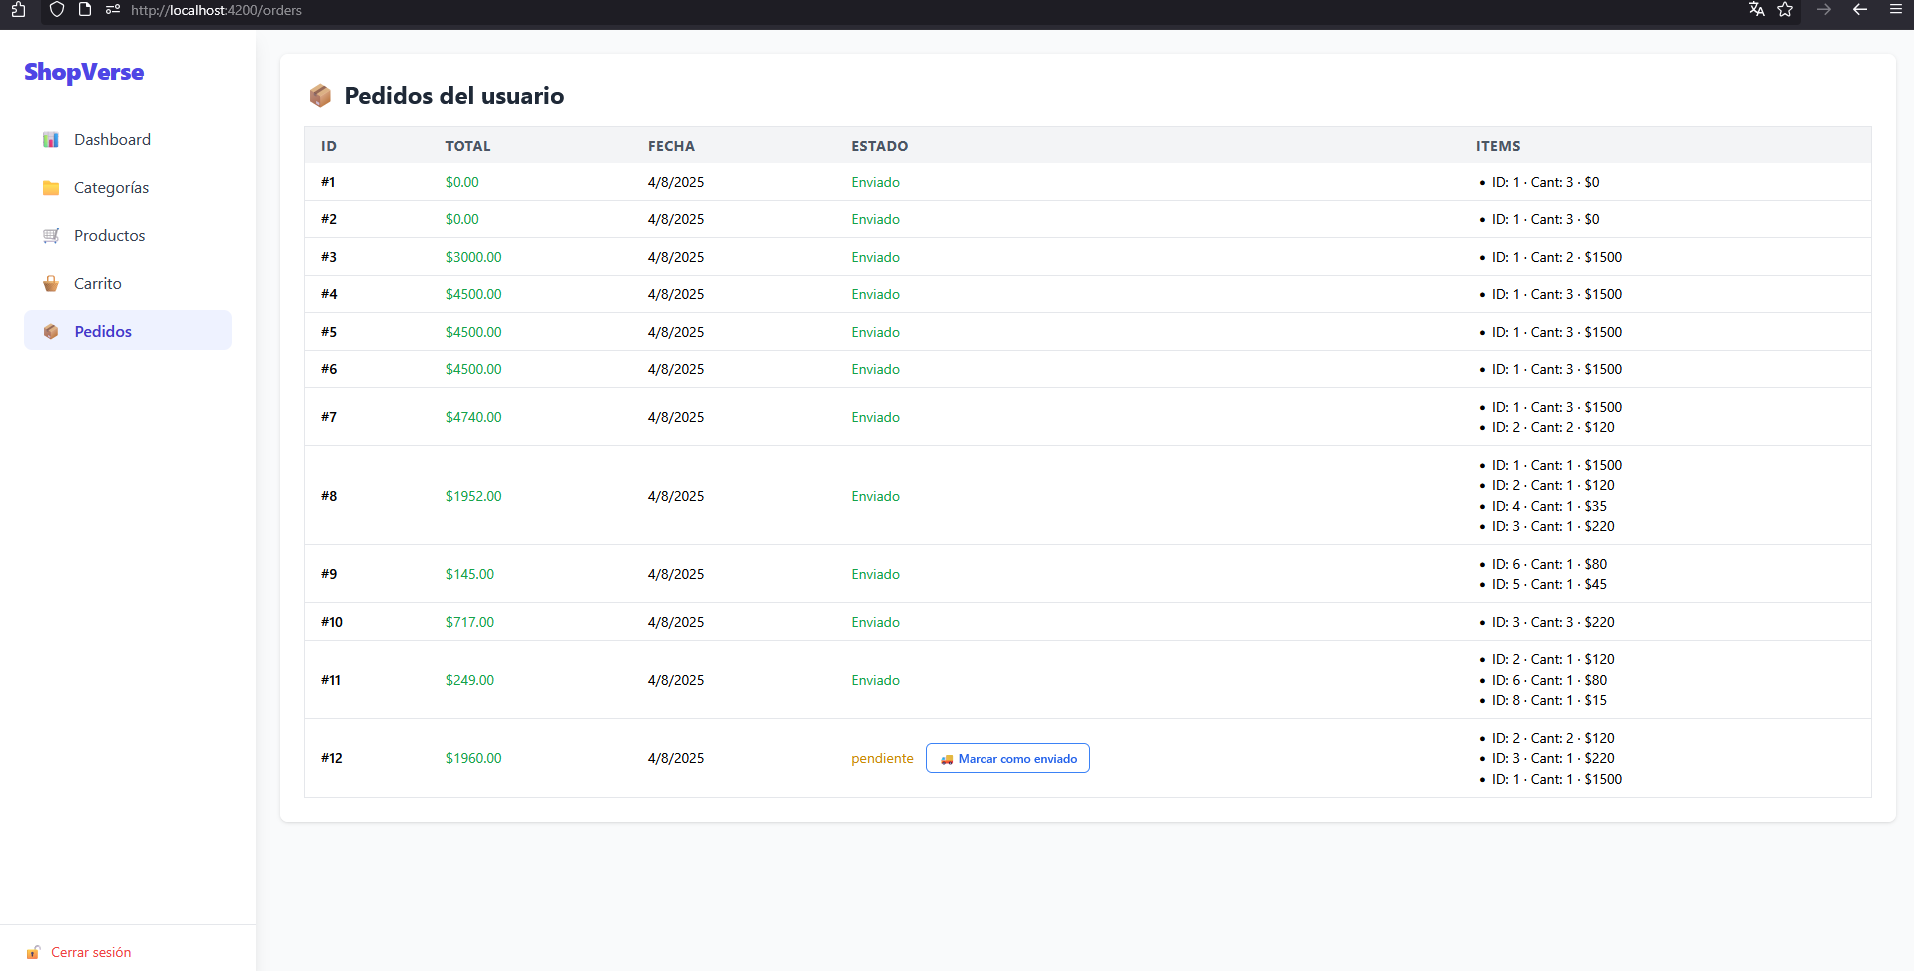 http://localhost:4200/orders
ShopVerse
Dashboard
Categorías
Productos
Carrito
Pedidos
Cerrar sesión
Pedidos del usuario
ID TOTAL FECHA ESTADO ITEMS
#1 $0.00 4/8/2025 Enviado • ID: 1 · Cant: 3 · $0
#2 $0.00 4/8/2025 Enviado • ID: 1 · Cant: 3 · $0
#3 $3000.00 4/8/2025 Enviado • ID: 1 · Cant: 2 · $1500
#4 $4500.00 4/8/2025 Enviado • ID: 1 · Cant: 3 · $1500
#5 $4500.00 4/8/2025 Enviado • ID: 1 · Cant: 3 · $1500
#6 $4500.00 4/8/2025 Enviado • ID: 1 · Cant: 3 · $1500
#7 $4740.00 4/8/2025 Enviado • ID: 1 · Cant: 3 · $1500
• ID: 2 · Cant: 2 · $120
#8 $1952.00 4/8/2025 Enviado • ID: 1 · Cant: 1 · $1500
• ID: 2 · Cant: 1 · $120
• ID: 4 · Cant: 1 · $35
• ID: 3 · Cant: 1 · $220
#9 $145.00 4/8/2025 Enviado • ID: 6 · Cant: 1 · $80
• ID: 5 · Cant: 1 · $45
#10 $717.00 4/8/2025 Enviado • ID: 3 · Cant: 3 · $220
#11 $249.00 4/8/2025 Enviado • ID: 2 · Cant: 1 · $120
• ID: 6 · Cant: 1 · $80
• ID: 8 · Cant: 1 · $15
#12 $1960.00 4/8/2025 pendiente Marcar como enviado • ID: 2 · Cant: 2 · $120
• ID: 3 · Cant: 1 · $220
• ID: 1 · Cant: 1 · $1500